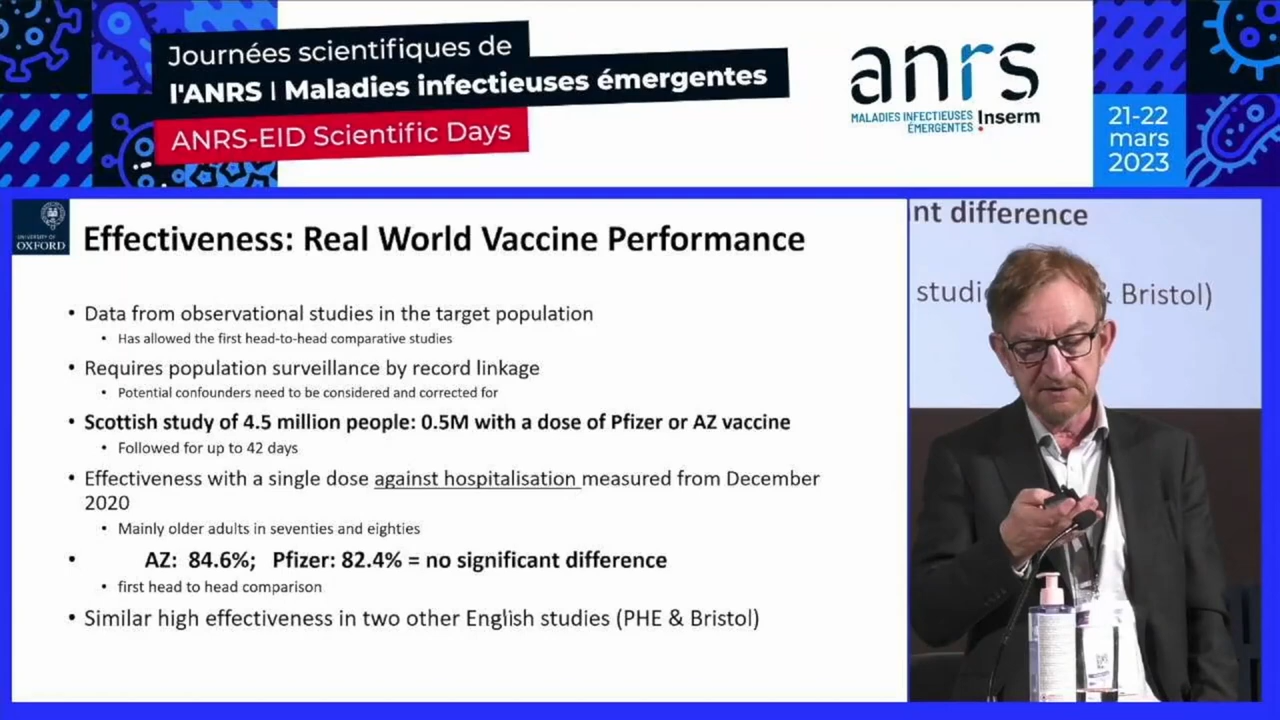 Journées scientifiques de
l'ANRS | Maladies infectieuses émergentes
ANRS-EID Scientific Days
anrs
MALADIES INFECTIEUSES
ÉMERGENTES Inserm
21-22
mars
2023
UNIVERSITY OF
OXFORD
Effectiveness: Real World Vaccine Performance
• Data from observational studies in the target population
• Has allowed the first head-to-head comparative studies
• Requires population surveillance by record linkage
• Potential confounders need to be considered and corrected for
• Scottish study of 4.5 million people: 0.5M with a dose of Pfizer or AZ vaccine
• Followed for up to 42 days
• Effectiveness with a single dose against hospitalisation measured from December
2020
• Mainly older adults in seventies and eighties
• AZ: 84.6%; Pfizer: 82.4% = no significant difference
• first head to head comparison
• Similar high effectiveness in two other English studies (PHE & Bristol)
nt difference
studi & Bristol)